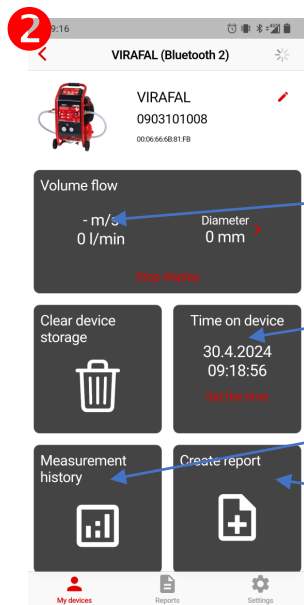 2
9:16
VIRAFAL (Bluetooth 2)
VIRAFAL
0903101008
00:06:66:6B:81:FB
Volume flow
- m/s
0 l/min
Diameter
0 mm
Stop display
Clear device
storage
Time on device
30.4.2024
09:18:56
Set the time
Measurement
history
Create report
My devices
Reports
Settings